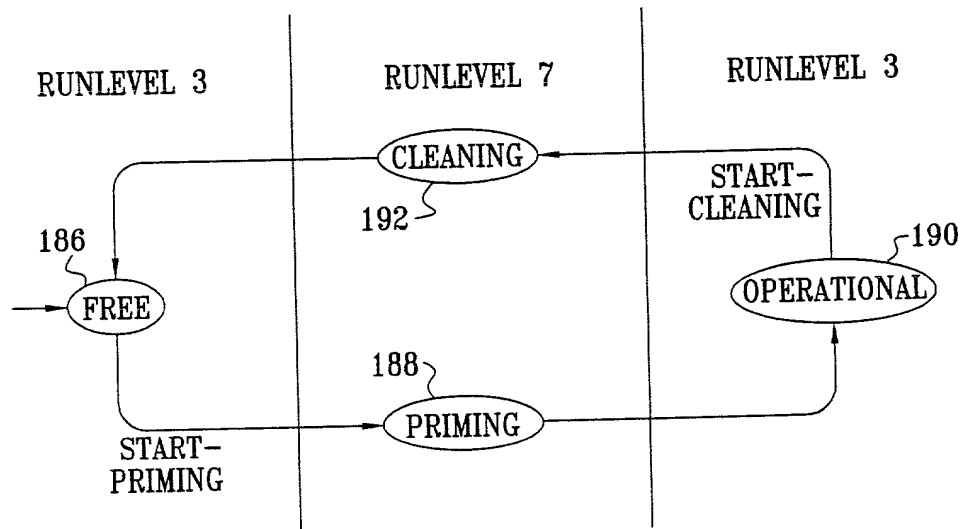 RUNLEVEL 3
RUNLEVEL 7
RUNLEVEL 3
CLEANING
START-
CLEANING
192
186
190
FREE
OPERATIONAL
188
PRIMING
START-
PRIMING